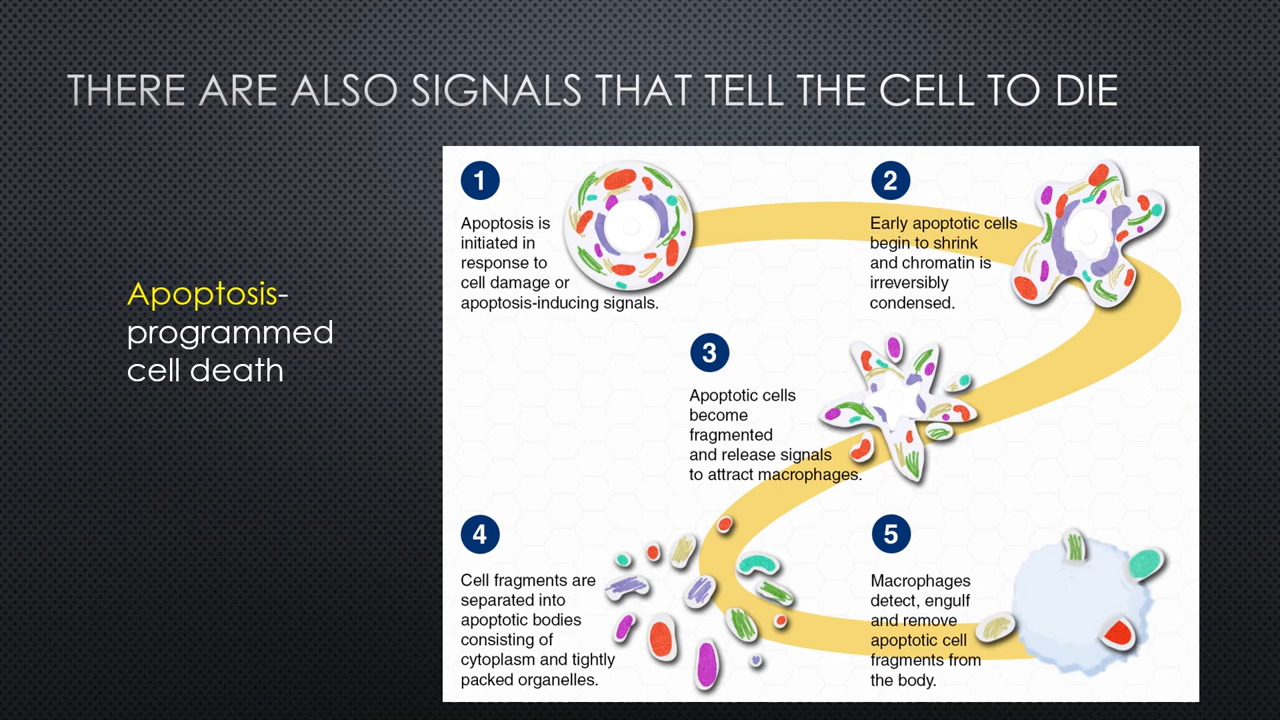 THERE ARE ALSO SIGNALS THAT TELL THE CELL TO DIE
Apoptosis-
programmed
cell death
1
Apoptosis is
initiated in
response to
cell damage or
apoptosis-inducing signals.
2
Early apoptotic cells
begin to shrink
and chromatin is
irreversibly
condensed.
3
Apoptotic cells
become
fragmented
and release signals
to attract macrophages.
4
Cell fragments are
separated into
apoptotic bodies
consisting of
cytoplasm and tightly
packed organelles.
5
Macrophages
detect, engulf
and remove
apoptotic cell
fragments from
the body.